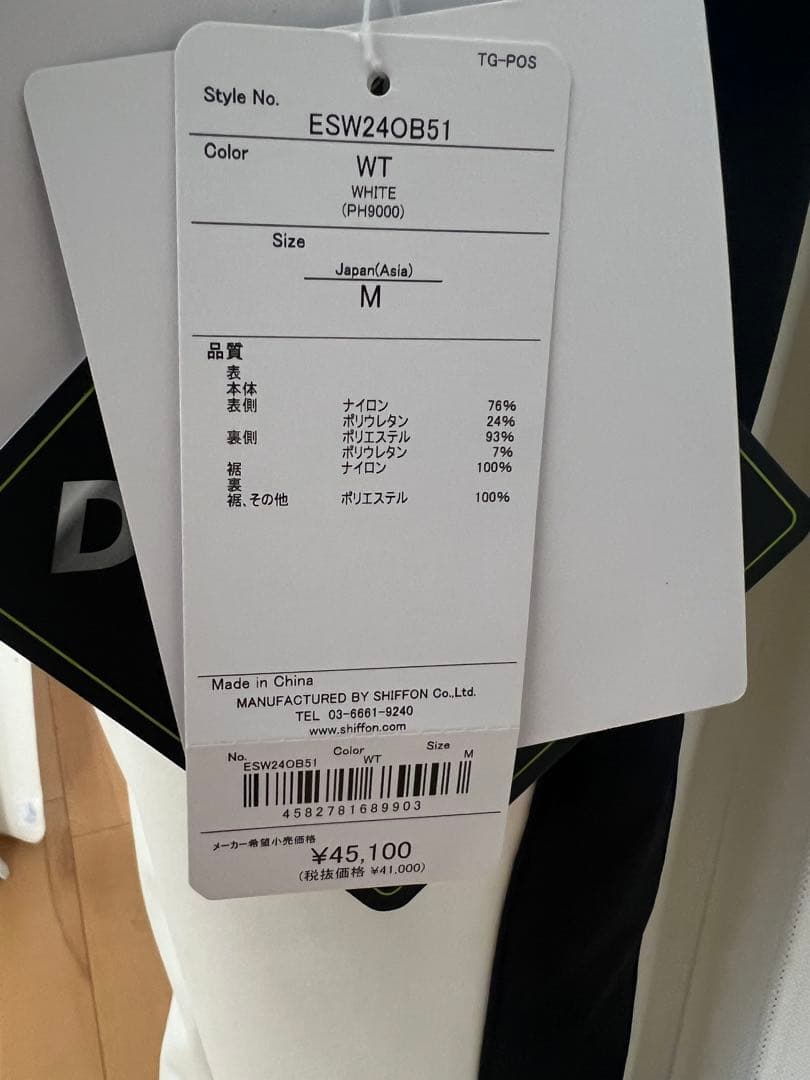 TG-POS
Style No.
ESW24OB51
Color
WT
WHITE
(PH9000)
Size
Japan(Asia)
M
品質
表
本体
表側 ナイロン 76%
ポリウレタン 24%
裏側 ポリエステル 93%
ポリウレタン 7%
裾 ナイロン 100%
裏
裾、その他 ポリエステル 100%
Made in China
MANUFACTURED BY SHIFFON Co.,Ltd.
TEL 03-6661-9240
www.shiffon.com
No. Color Size
ESW24OB51 WT M
4582781689903
メーカー希望小売価格
¥45,100
(税抜価格 ¥41,000)
D